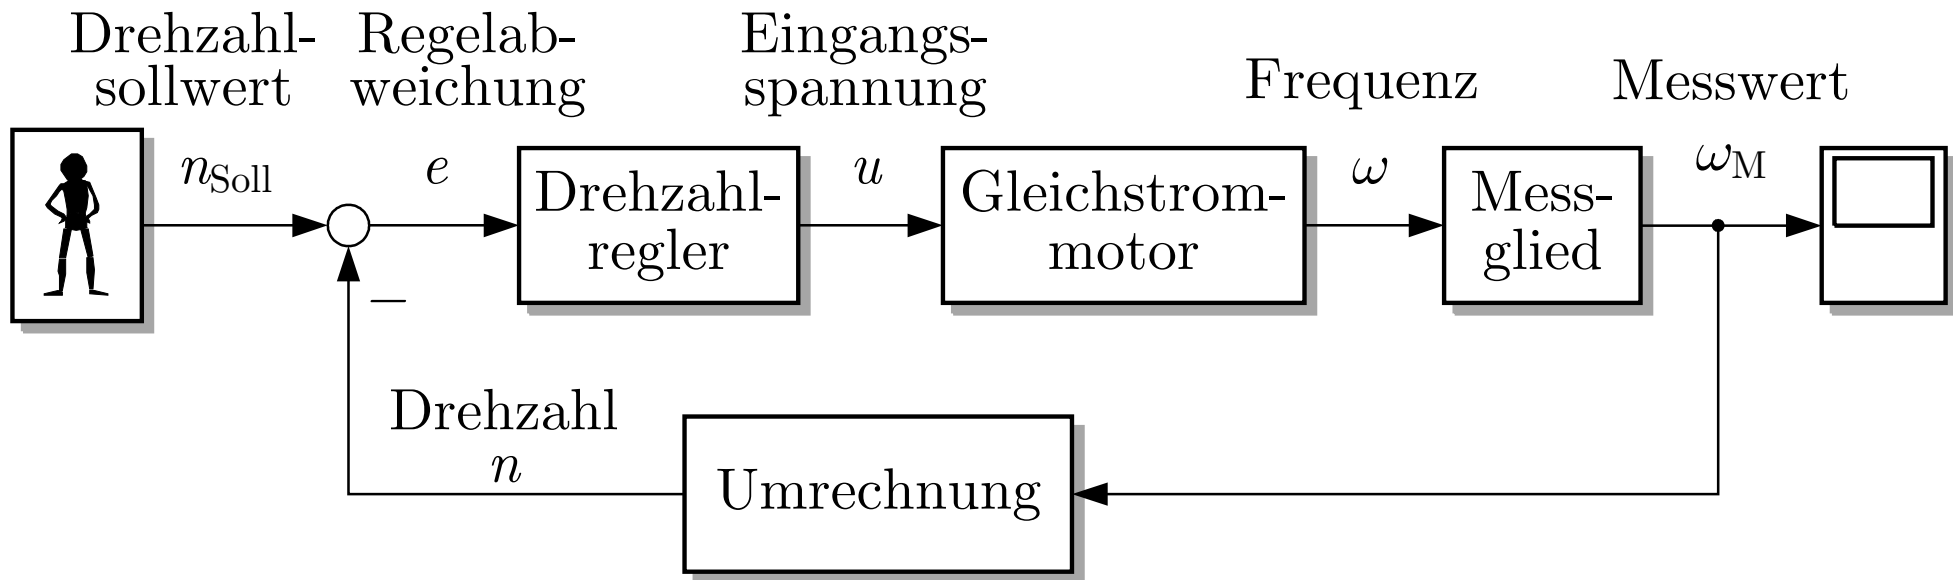 Drehzahl-
sollwert
Regelab-
weichung
Eingangs-
spannung
Frequenz
Messwert
n_Soll
e
Drehzahl-
regler
u
Gleichstrom-
motor
ω
Mess-
glied
ω_M
−
Drehzahl
n
Umrechnung